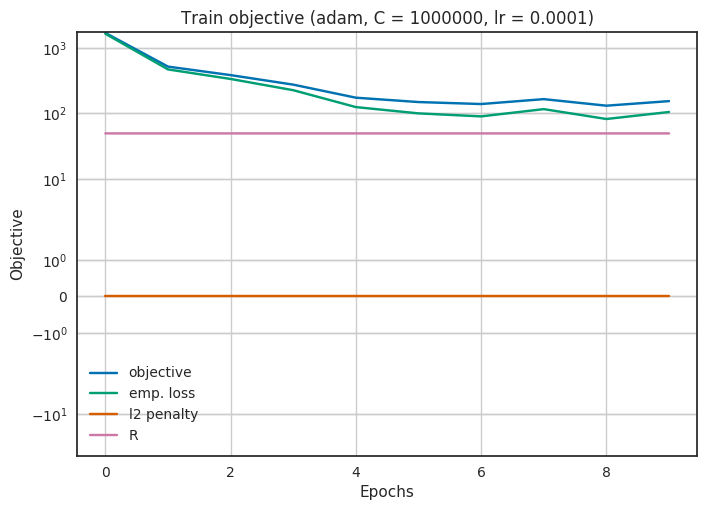 Train objective (adam, C = 1000000, lr = 0.0001)
Objective
10³
10²
10¹
10⁰
0
−10⁰
−10¹
objective
emp. loss
l2 penalty
R
0 2 4 6 8
Epochs